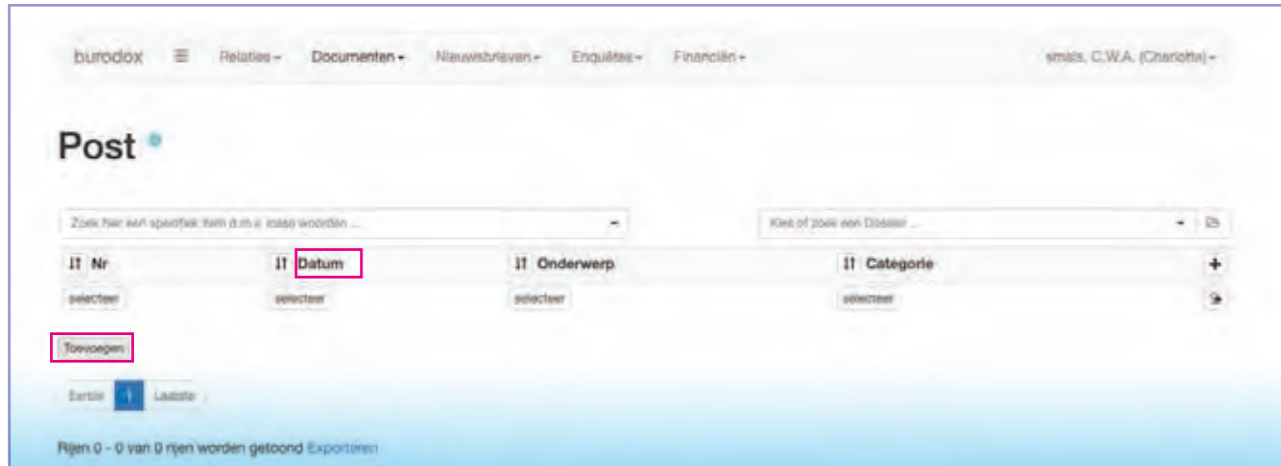 burodox Relaties Documenten Nieuwsbrieven Enquêtes Financiën smals, C.W.A. (Charlotte)
Post
Zoek hier een specifiek item d.m.v. losse woorden ... Kies of zoek een Dossier ...
Nr Datum Onderwerp Categorie
selecteer selecteer selecteer selecteer
Toevoegen
Eerste 1 Laatste
Rijen 0 - 0 van 0 rijen worden getoond Exporteren